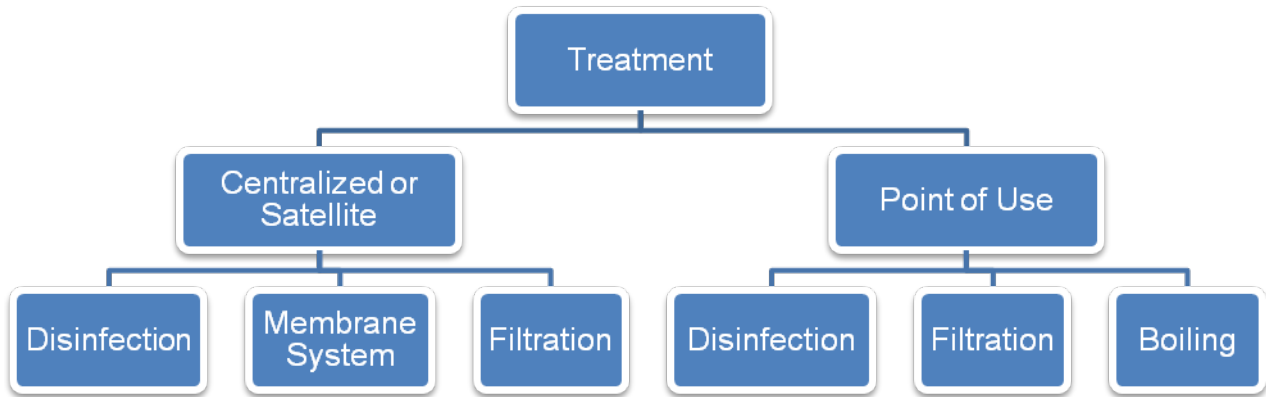 Treatment
Centralized or
Satellite
Point of Use
Disinfection
Membrane
System
Filtration
Disinfection
Filtration
Boiling